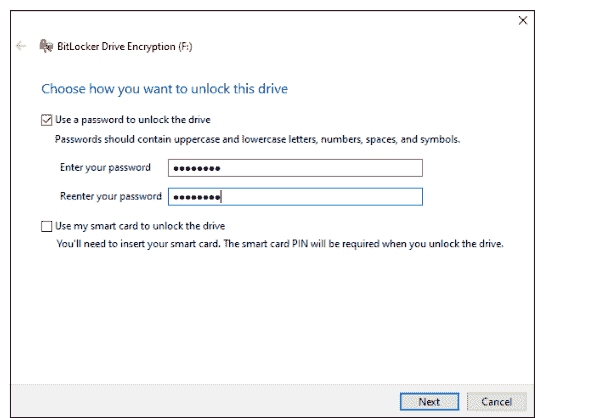 BitLocker Drive Encryption (F:)
Choose how you want to unlock this drive
Use a password to unlock the drive
Passwords should contain uppercase and lowercase letters, numbers, spaces, and symbols.
Enter your password ●●●●●●●●
Reenter your password ●●●●●●●●
Use my smart card to unlock the drive
You'll need to insert your smart card. The smart card PIN will be required when you unlock the drive.
Next Cancel